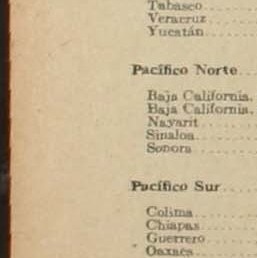 Tabasco
Veracruz
Yucatán
Pacífico Norte
Baja California.
Baja California.
Nayarit
Sinaloa
Sonora
Pacífico Sur
Colima
Chiapas
Guerrero
Oaxaca